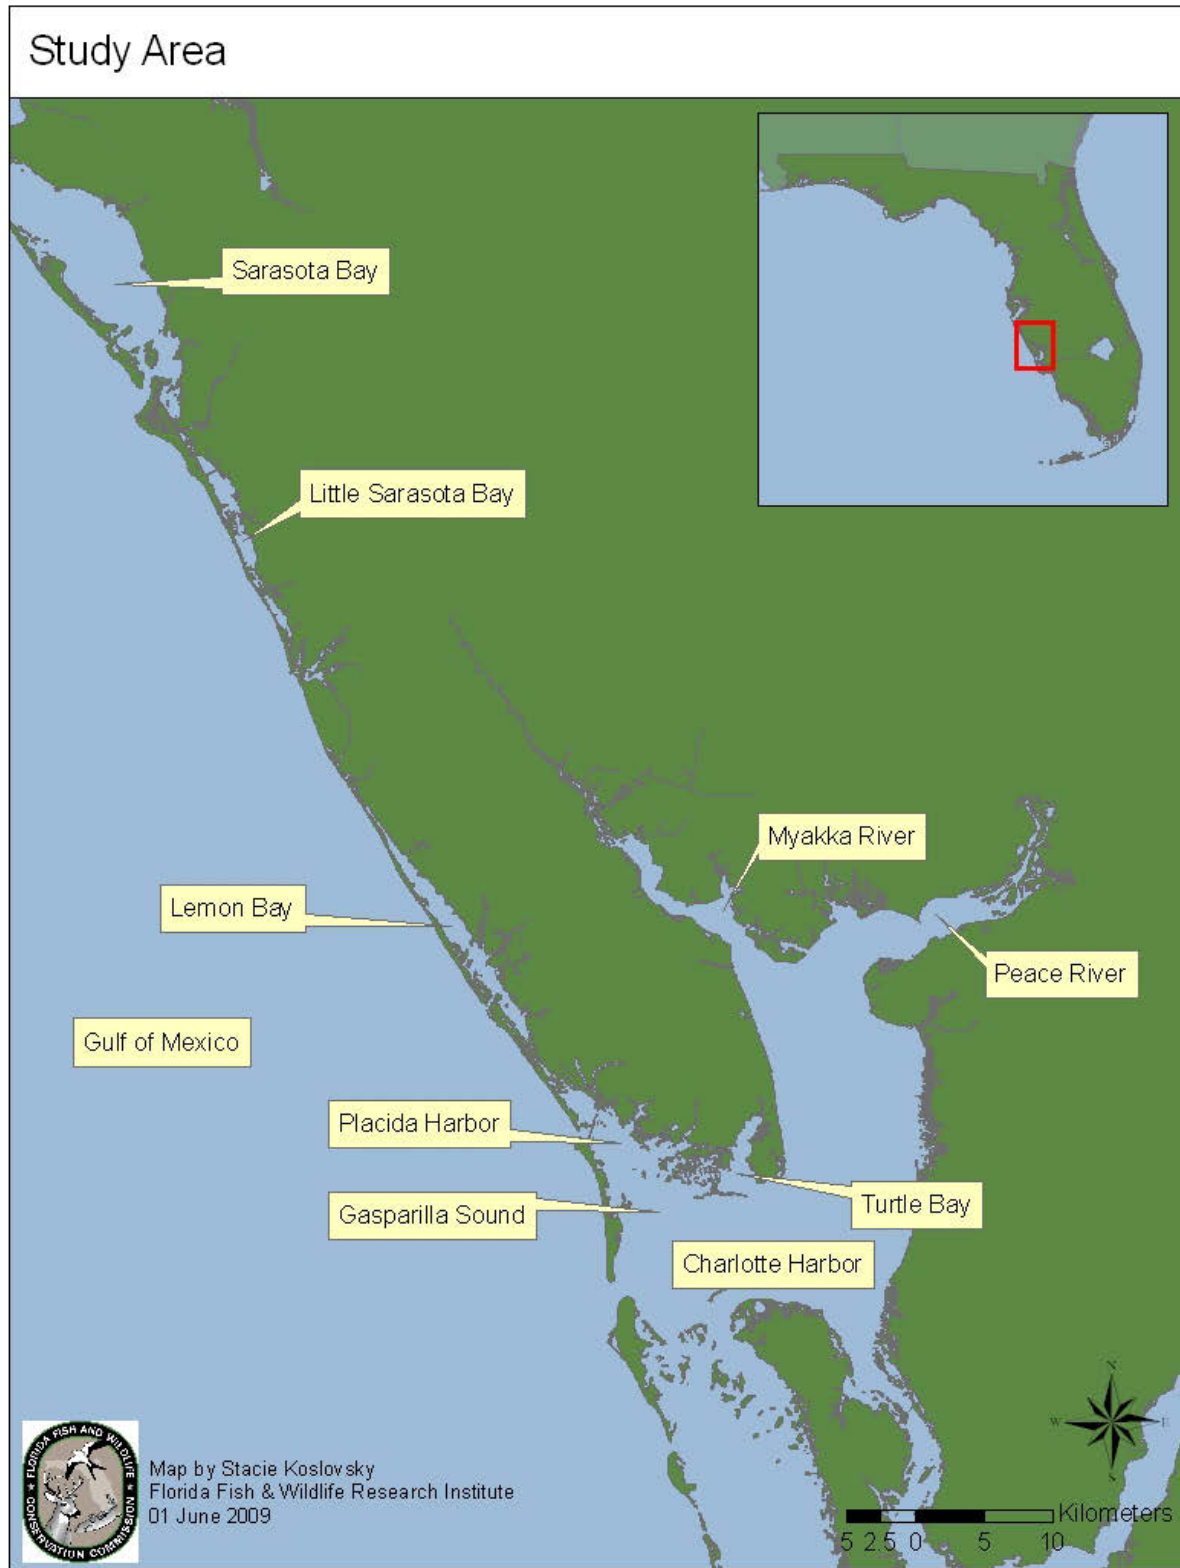 Study Area
Sarasota Bay
Little Sarasota Bay
Myakka River
Lemon Bay
Peace River
Gulf of Mexico
Placida Harbor
Turtle Bay
Gasparilla Sound
Charlotte Harbor
N
W E
S
FLORIDA FISH AND WILDLIFE
CONSERVATION COMMISSION
Map by Stacie Koslovsky
Florida Fish & Wildlife Research Institute
01 June 2009
Kilometers
5 2.5 0 5 10